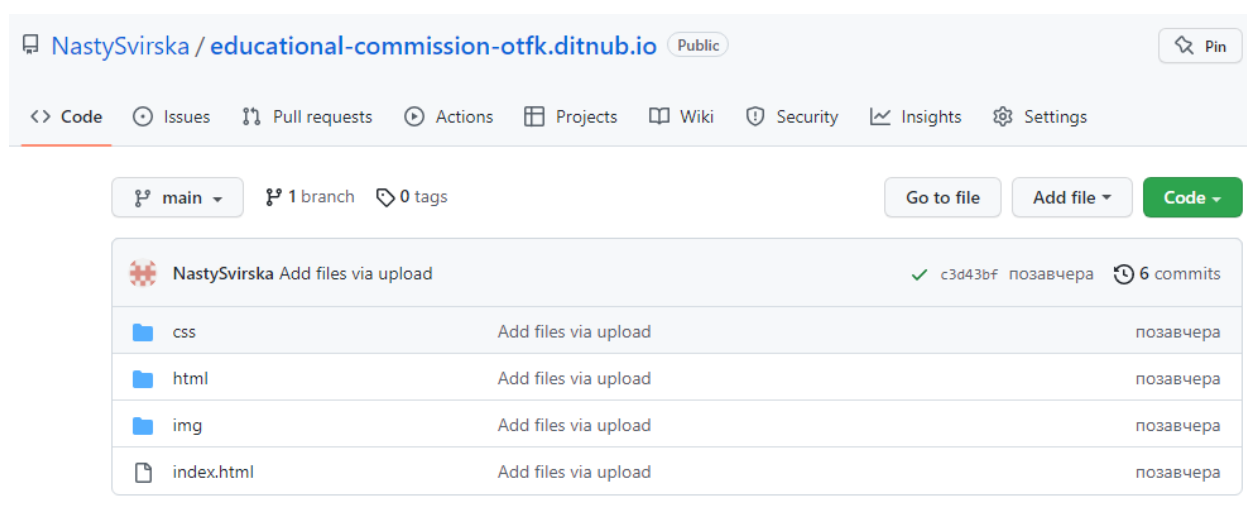 NastySvirska / educational-commission-otfk.ditnub.io Public Pin
Code Issues Pull requests Actions Projects Wiki Security Insights Settings
main 1 branch 0 tags Go to file Add file Code
NastySvirska Add files via upload c3d43bf позавчера 6 commits
css Add files via upload позавчера
html Add files via upload позавчера
img Add files via upload позавчера
index.html Add files via upload позавчера